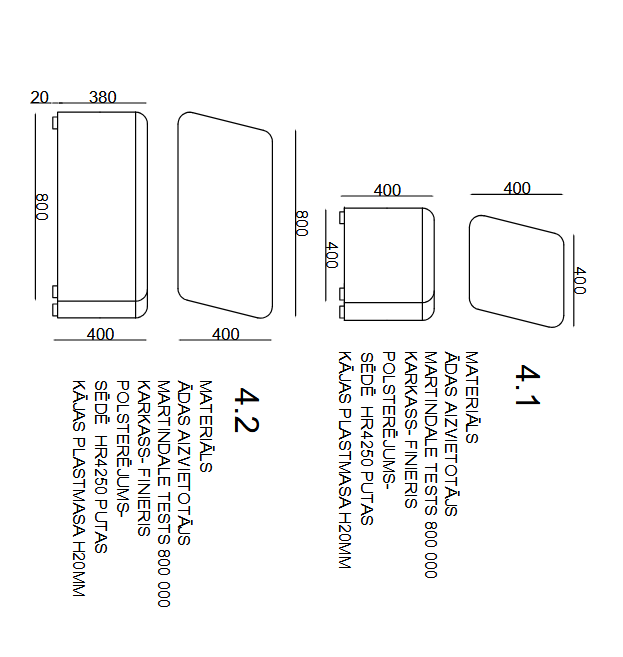 4.1
MATERIĀLS
ĀDAS AIZVIETOTĀJS
MARTINDALE TESTS 800 000
KARKASS- FINIERIS
POLSTERĒJUMS-
SĒDĒ HR4250 PUTAS
KĀJAS PLASTMASA H20MM
400
400
400
400
4.2
MATERIĀLS
ĀDAS AIZVIETOTĀJS
MARTINDALE TESTS 800 000
KARKASS- FINIERIS
POLSTERĒJUMS-
SĒDĒ HR4250 PUTAS
KĀJAS PLASTMASA H20MM
20
380
800
800
400
400